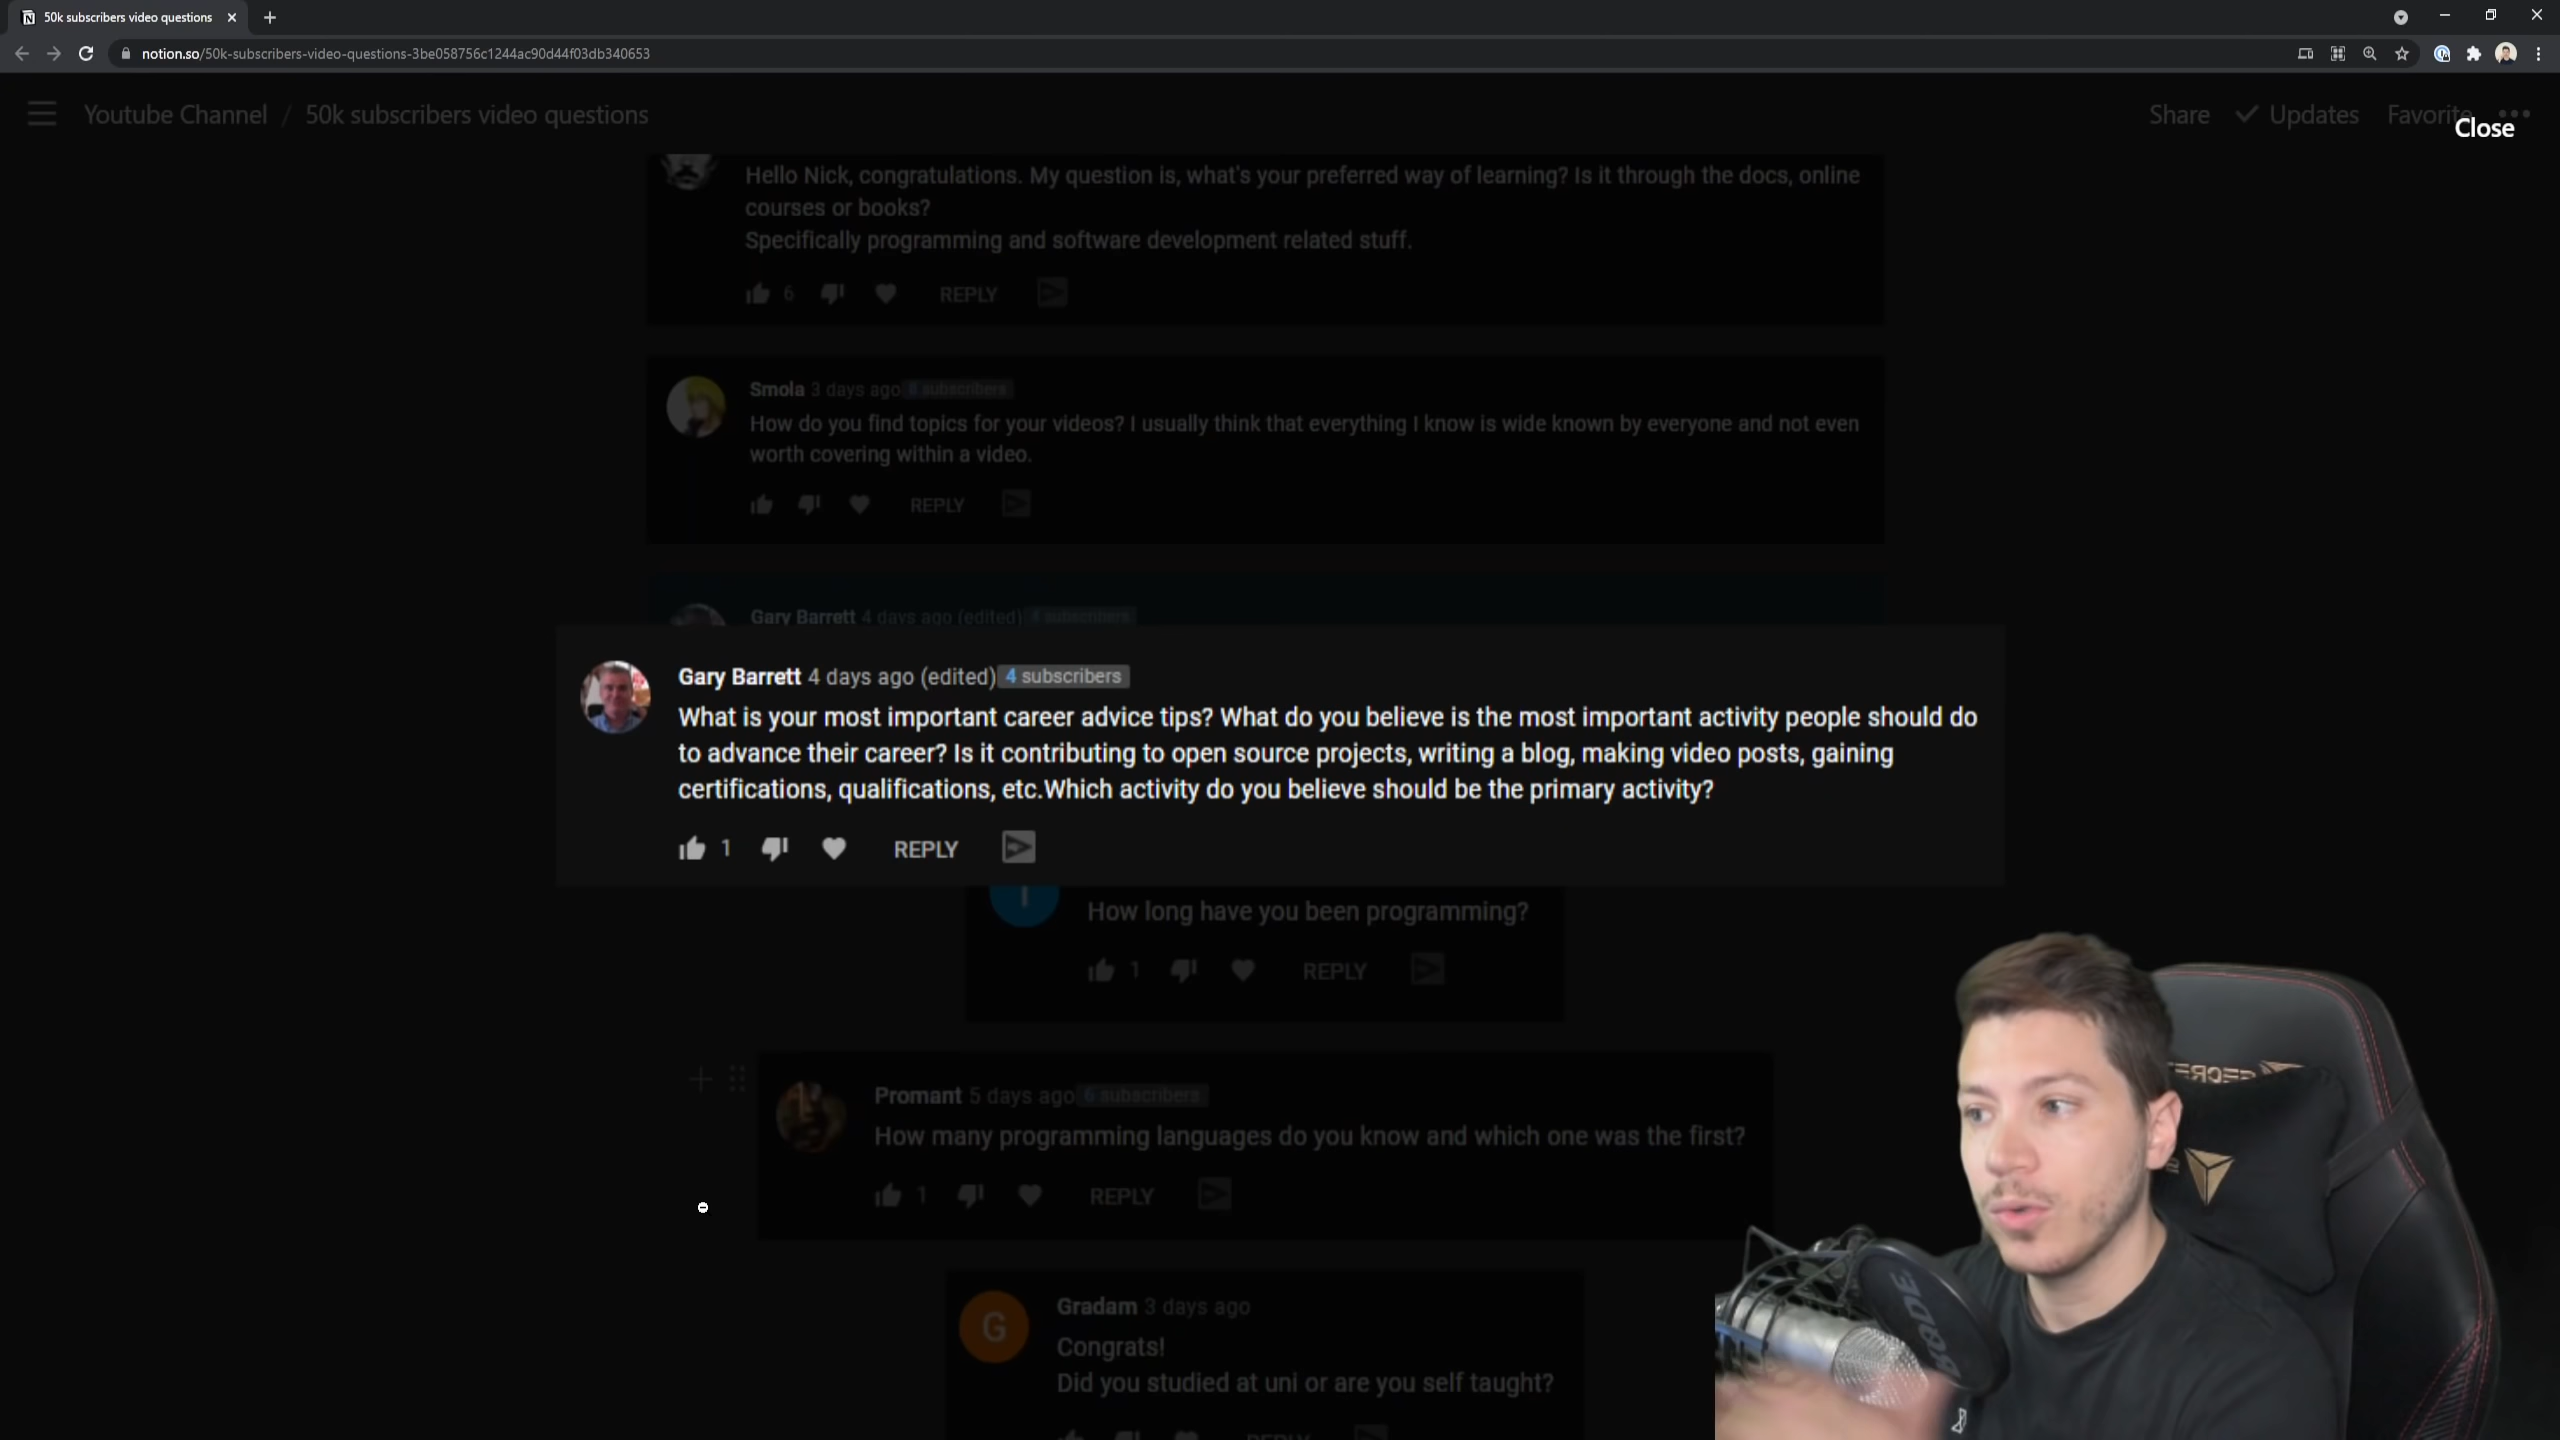 50k subscribers video questions
notion.so/50k-subscribers-video-questions-3be058756c1244ac90d44f03db340653
Youtube Channel / 50k subscribers video questions
Share
Updates
Favorite
Close
Hello Nick, congratulations. My question is, what's your preferred way of learning? Is it through the docs, online
courses or books?
Specifically programming and software development related stuff.
6 REPLY
Smola 3 days ago 8 subscribers
How do you find topics for your videos? I usually think that everything I know is wide known by everyone and not even
worth covering within a video.
REPLY
Gary Barrett 4 days ago (edited) 4 subscribers
Gary Barrett 4 days ago (edited) 4 subscribers
What is your most important career advice tips? What do you believe is the most important activity people should do
to advance their career? Is it contributing to open source projects, writing a blog, making video posts, gaining
certifications, qualifications, etc.Which activity do you believe should be the primary activity?
1 REPLY
How long have you been programming?
1 REPLY
Promant 5 days ago 6 subscribers
How many programming languages do you know and which one was the first?
1 REPLY
G
Gradam 3 days ago
Congrats!
Did you studied at uni or are you self taught?
REPLY
RODE